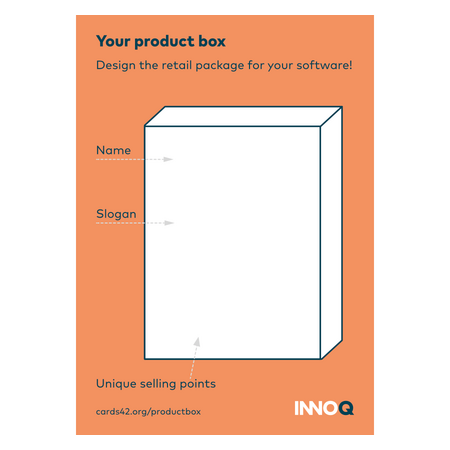 Your product box
Design the retail package for your software!
Name
Slogan
Unique selling points
cards42.org/productbox
INNOQ